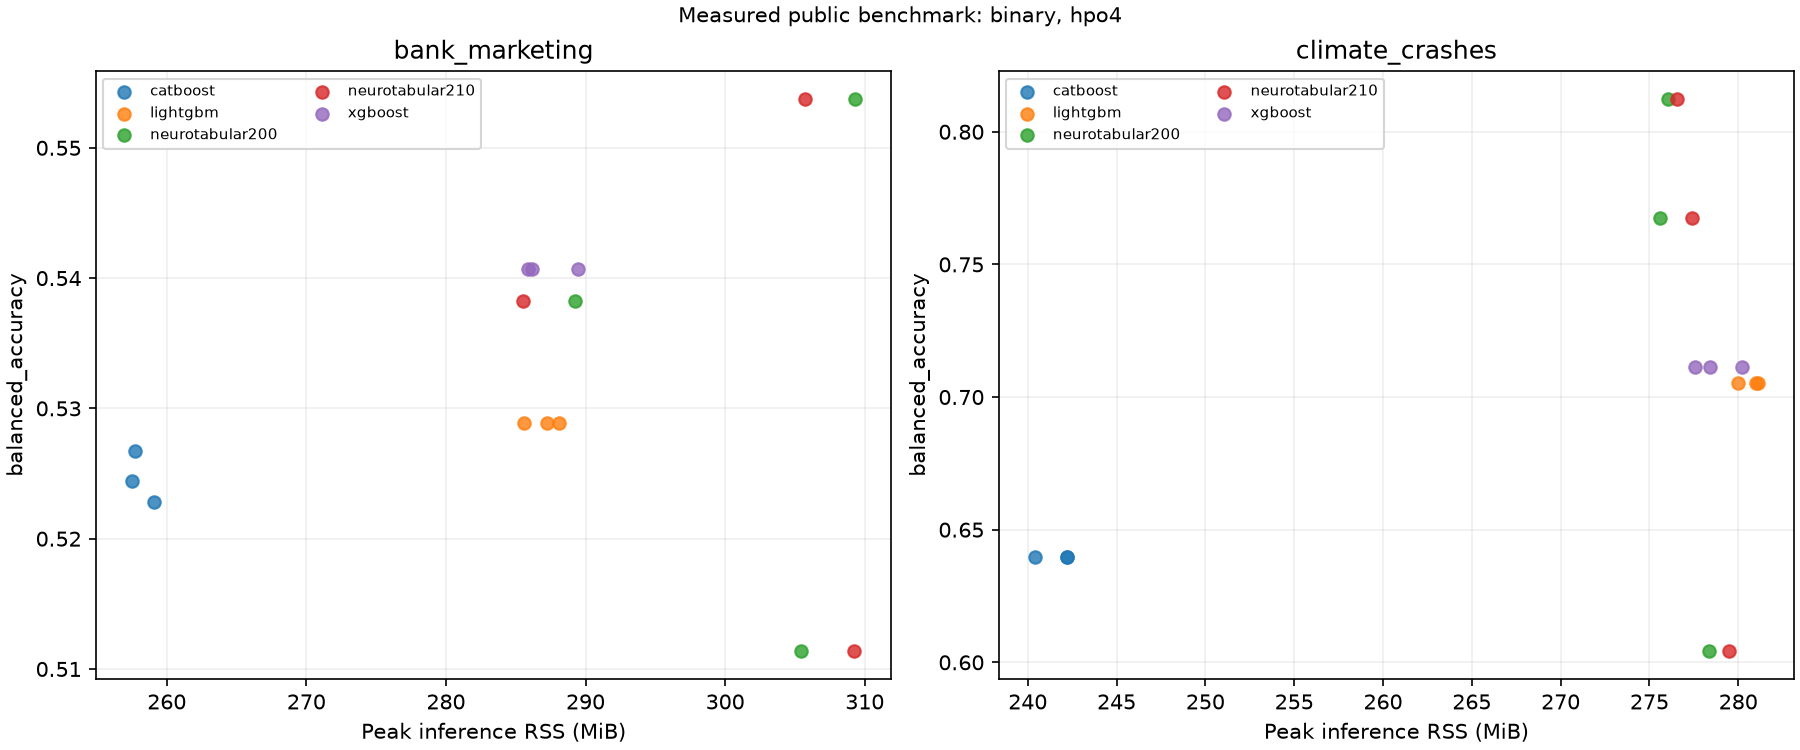 Measured public benchmark: binary, hpo4
bank_marketing
catboost
lightgbm
neurotabular200
neurotabular210
xgboost
0.55
0.54
0.53
0.52
0.51
balanced_accuracy
260 270 280 290 300 310
Peak inference RSS (MiB)
climate_crashes
catboost
lightgbm
neurotabular200
neurotabular210
xgboost
0.80
0.75
0.70
0.65
0.60
balanced_accuracy
240 245 250 255 260 265 270 275 280
Peak inference RSS (MiB)